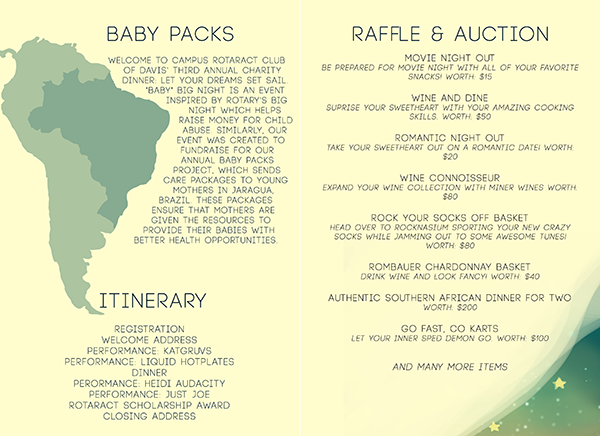 BABY PACKS
WELCOME TO CAMPUS ROTARACT CLUB
OF DAVIS' THIRD ANNUAL CHARITY
DINNER: LET YOUR DREAMS SET SAIL.
"BABY" BIG NIGHT IS AN EVENT
INSPIRED BY ROTARY'S BIG
NIGHT WHICH HELPS
RAISE MONEY FOR CHILD
ABUSE. SIMILARLY, OUR
EVENT WAS CREATED TO
FUNDRAISE FOR OUR
ANNUAL BABY PACKS
PROJECT, WHICH SENDS
CARE PACKAGES TO YOUNG
MOTHERS IN JARAGUA,
BRAZIL. THESE PACKAGES
ENSURE THAT MOTHERS ARE
GIVEN THE RESOURCES TO
PROVIDE THEIR BABIES WITH
BETTER HEALTH OPPORTUNITIES.
ITINERARY
REGISTRATION
WELCOME ADDRESS
PERFORMANCE: KATGRUVS
PERFORMANCE: LIQUID HOTPLATES
DINNER
PERORMANCE: HEIDI AUDACITY
PERFORMANCE: JUST JOE
ROTARACT SCHOLARSHIP AWARD
CLOSING ADDRESS
RAFFLE & AUCTION
MOVIE NIGHT OUT
BE PREPARED FOR MOVIE NIGHT WITH ALL OF YOUR FAVORITE
SNACKS! WORTH: $15
WINE AND DINE
SUPRISE YOUR SWEETHEART WITH YOUR AMAZING COOKING
SKILLS. WORTH: $50
ROMANTIC NIGHT OUT
TAKE YOUR SWEETHEART OUT ON A ROMANTIC DATE! WORTH:
$20
WINE CONNOISSEUR
EXPAND YOUR WINE COLLECTION WITH MINER WINES WORTH:
$80
ROCK YOUR SOCKS OFF BASKET
HEAD OVER TO ROCKNASIUM SPORTING YOUR NEW CRAZY
SOCKS WHILE JAMMING OUT TO SOME AWESOME TUNES!
WORTH: $80
ROMBAUER CHARDONNAY BASKET
DRINK WINE AND LOOK FANCY! WORTH: $40
AUTHENTIC SOUTHERN AFRICAN DINNER FOR TWO
WORTH: $200
GO FAST, CO KARTS
LET YOUR INNER SPED DEMON GO. WORTH: $100
AND MANY MORE ITEMS